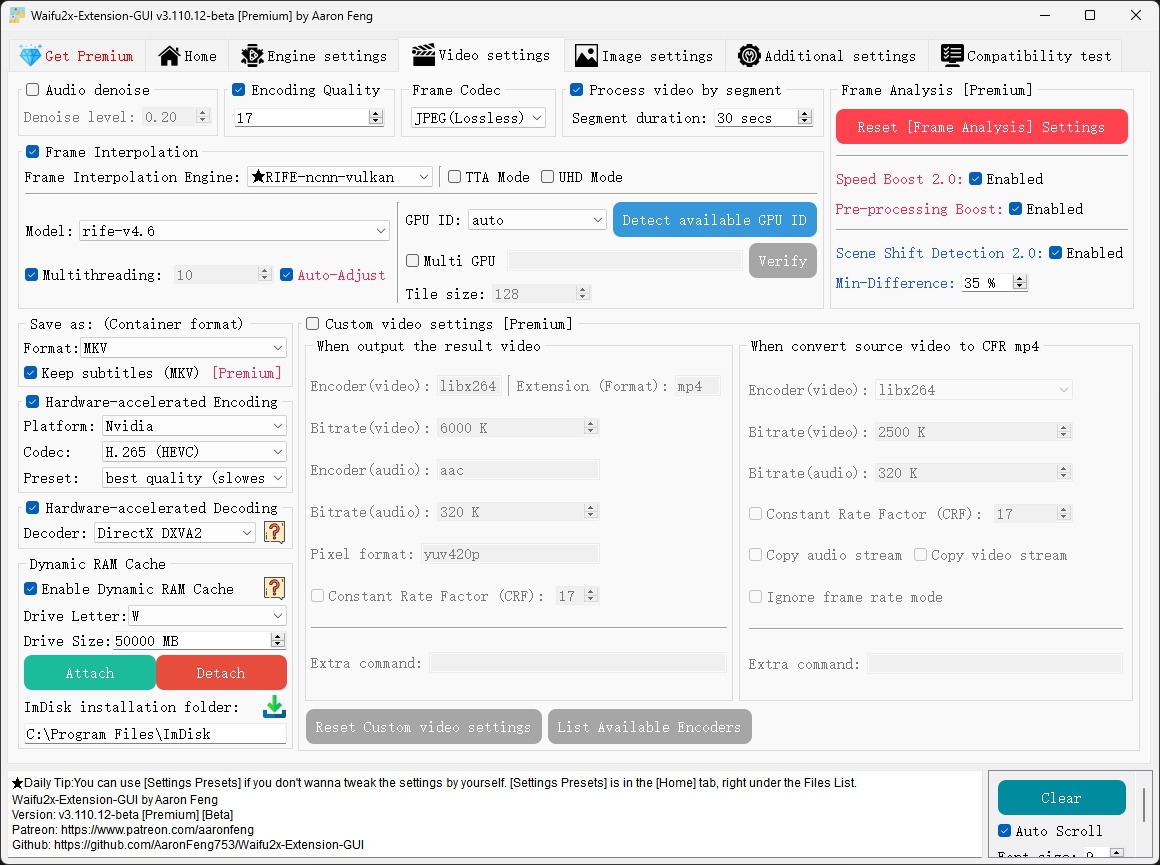 Waifu2x-Extension-GUI v3.110.12-beta [Premium] by Aaron Feng
Get Premium
Home
Engine settings
Video settings
Image settings
Additional settings
Compatibility test
Audio denoise
Denoise level: 0.20
Encoding Quality
17
Frame Codec
JPEG(Lossless)
Process video by segment
Segment duration: 30 secs
Frame Interpolation
Frame Interpolation Engine: ★RIFE-ncnn-vulkan
TTA Mode
UHD Mode
Model: rife-v4.6
Multithreading: 10
Auto-Adjust
GPU ID: auto
Detect available GPU ID
Multi GPU
Verify
Tile size: 128
Frame Analysis [Premium]
Reset [Frame Analysis] Settings
Speed Boost 2.0: Enabled
Pre-processing Boost: Enabled
Scene Shift Detection 2.0: Enabled
Min-Difference: 35 %
Save as: (Container format)
Format: MKV
Keep subtitles (MKV) [Premium]
Hardware-accelerated Encoding
Platform: Nvidia
Codec: H.265 (HEVC)
Preset: best quality (slowes
Hardware-accelerated Decoding
Decoder: DirectX DXVA2
Dynamic RAM Cache
Enable Dynamic RAM Cache
Drive Letter: W
Drive Size: 50000 MB
Attach
Detach
ImDisk installation folder:
C:\Program Files\ImDisk
Custom video settings [Premium]
When output the result video
Encoder(video): libx264
Extension (Format): mp4
Bitrate(video): 6000 K
Encoder(audio): aac
Bitrate(audio): 320 K
Pixel format: yuv420p
Constant Rate Factor (CRF): 17
Extra command:
When convert source video to CFR mp4
Encoder(video): libx264
Bitrate(video): 2500 K
Bitrate(audio): 320 K
Constant Rate Factor (CRF): 17
Copy audio stream
Copy video stream
Ignore frame rate mode
Extra command:
Reset Custom video settings
List Available Encoders
★Daily Tip:You can use [Settings Presets] if you don't wanna tweak the settings by yourself. [Settings Presets] is in the [Home] tab, right under the Files List.
Waifu2x-Extension-GUI by Aaron Feng
Version: v3.110.12-beta [Premium] [Beta]
Patreon: https://www.patreon.com/aaronfeng
Github: https://github.com/AaronFeng753/Waifu2x-Extension-GUI
Clear
Auto Scroll
Font size: 9